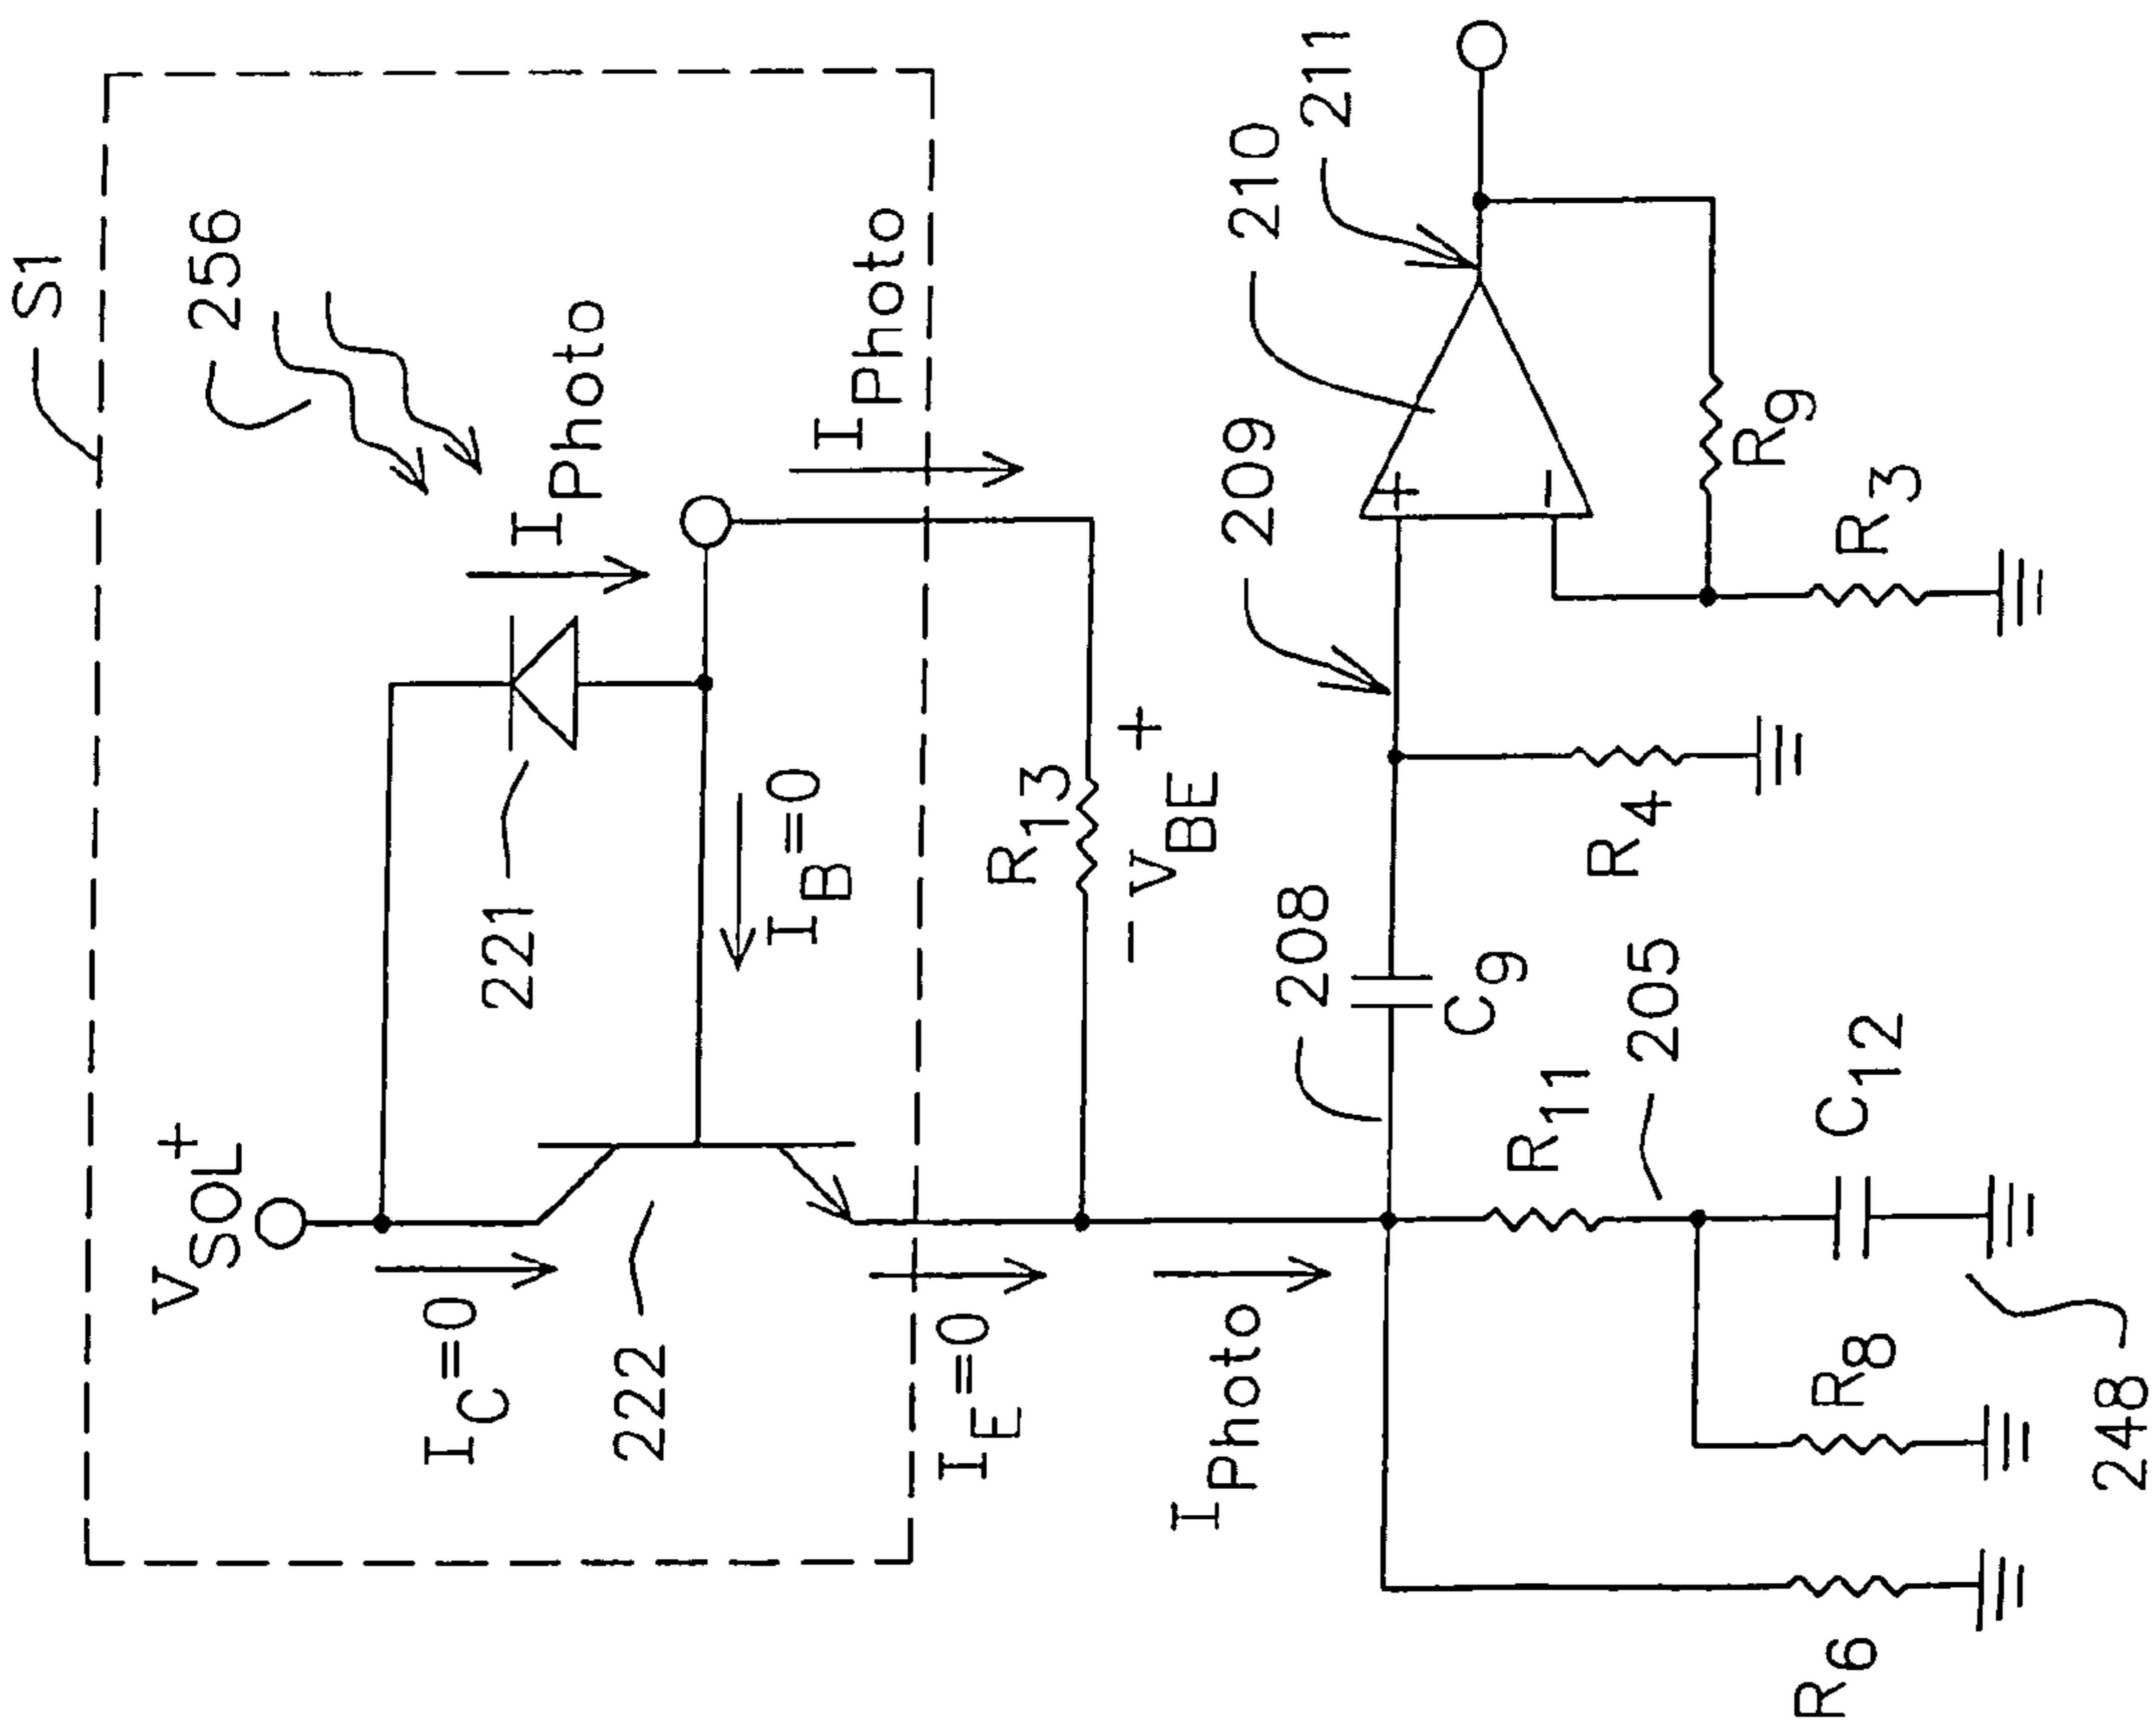 S1
256
V_SOL+
I_Photo
I_C=0
221
222
I_B=0
I_Photo
I_E=0
R13
- V_BE +
I_Photo
208
209
210
211
C9
+
−
R11
205
R4
R9
R3
C12
R8
R6
248